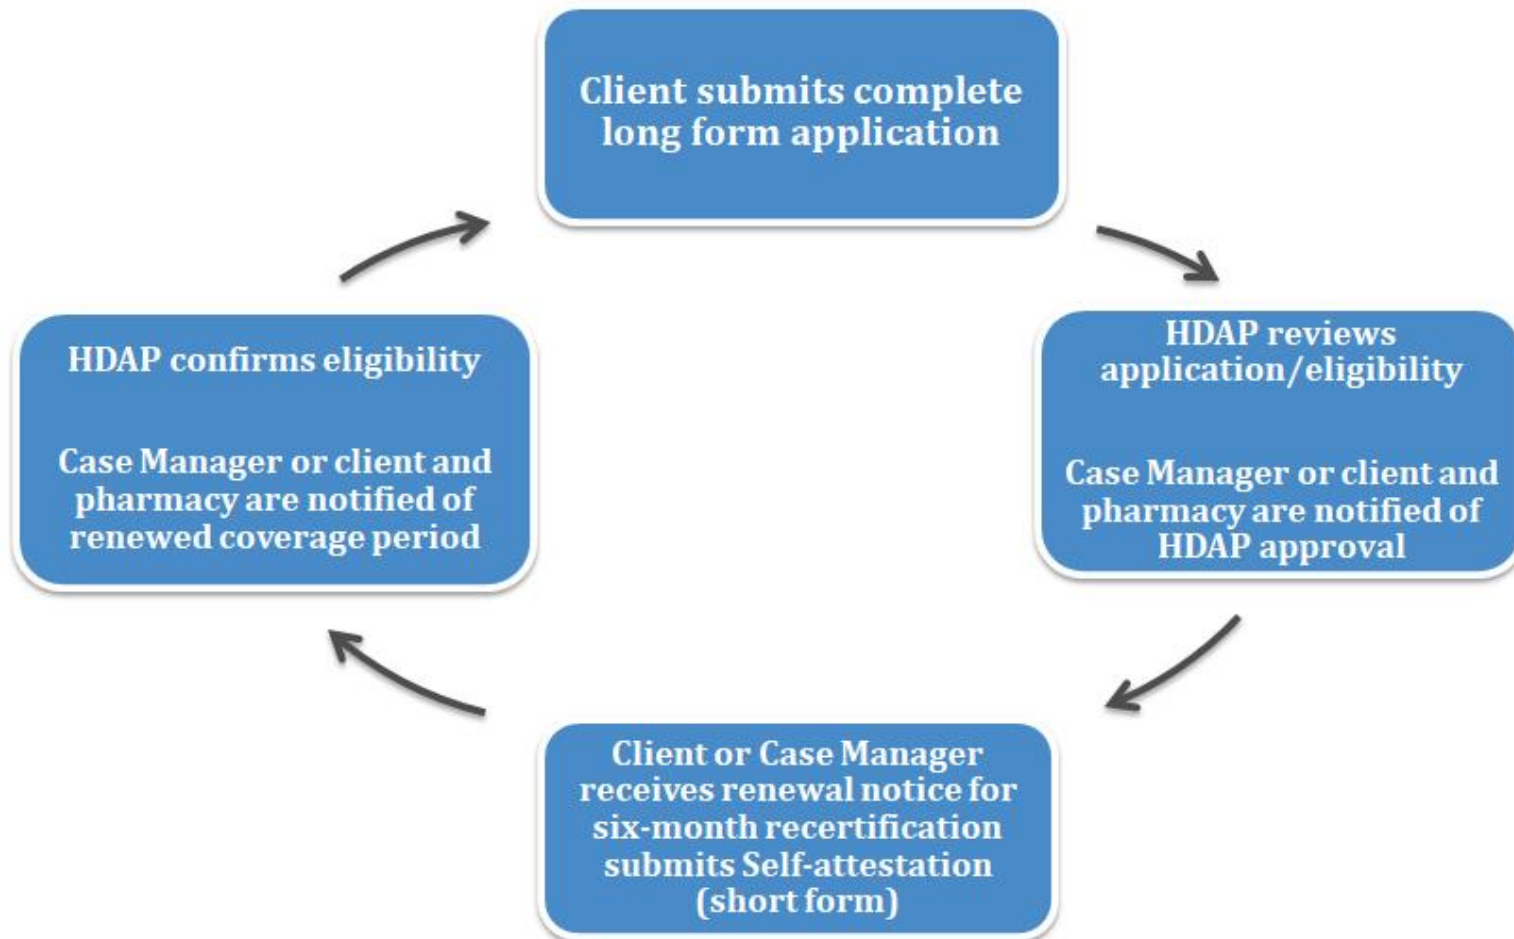 Client submits complete
long form application
HDAP reviews
application/eligibility
Case Manager or client and
pharmacy are notified of
HDAP approval
Client or Case Manager
receives renewal notice for
six-month recertification
submits Self-attestation
(short form)
HDAP confirms eligibility
Case Manager or client and
pharmacy are notified of
renewed coverage period